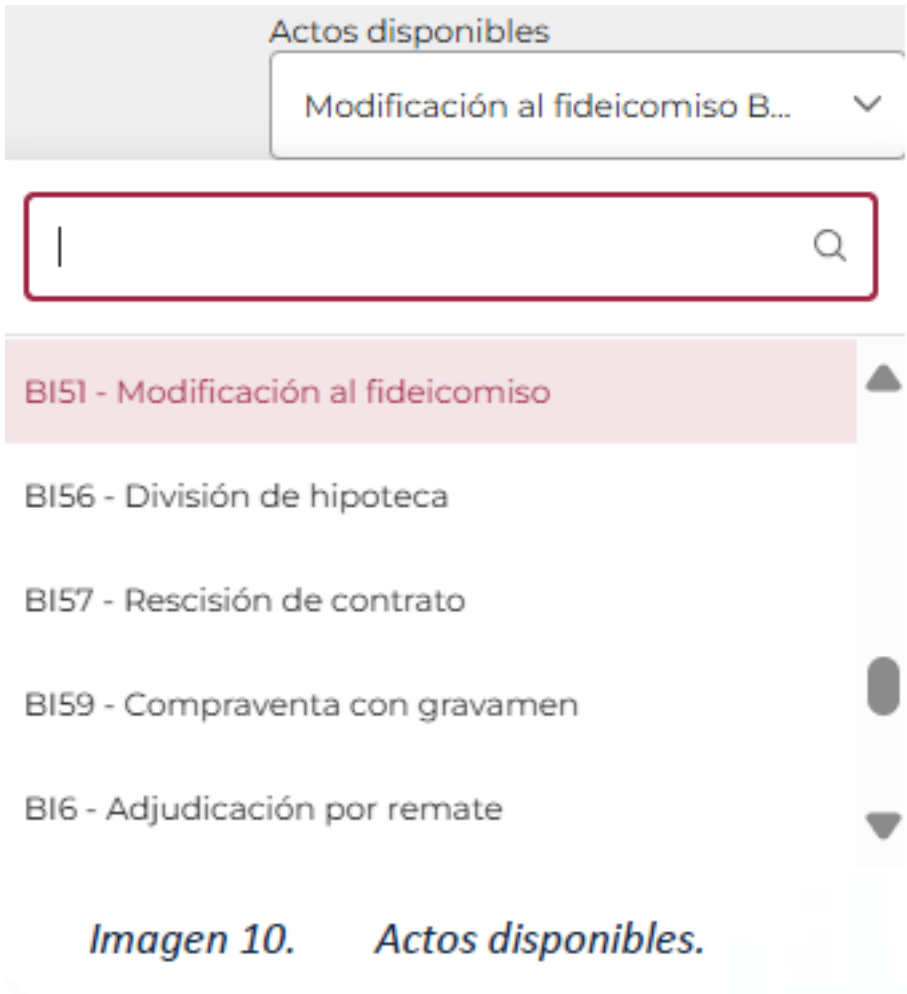 Actos disponibles
Modificación al fideicomiso B...
BI51 - Modificación al fideicomiso
BI56 - División de hipoteca
BI57 - Rescisión de contrato
BI59 - Compraventa con gravamen
BI6 - Adjudicación por remate
Imagen 10. Actos disponibles.